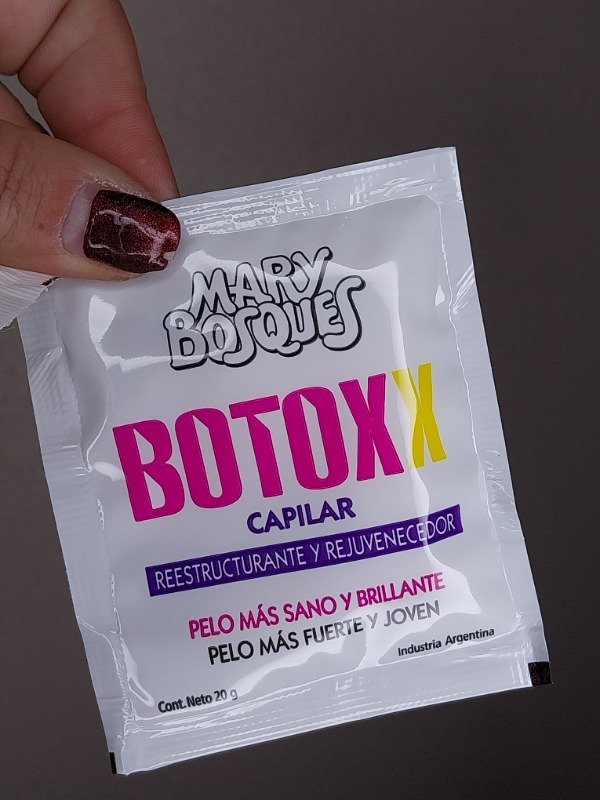 MARY
BOSQUES
BOTOXX
CAPILAR
REESTRUCTURANTE Y REJUVENECEDOR
PELO MÁS SANO Y BRILLANTE
PELO MÁS FUERTE Y JOVEN
Industria Argentina
Cont. Neto 20 g